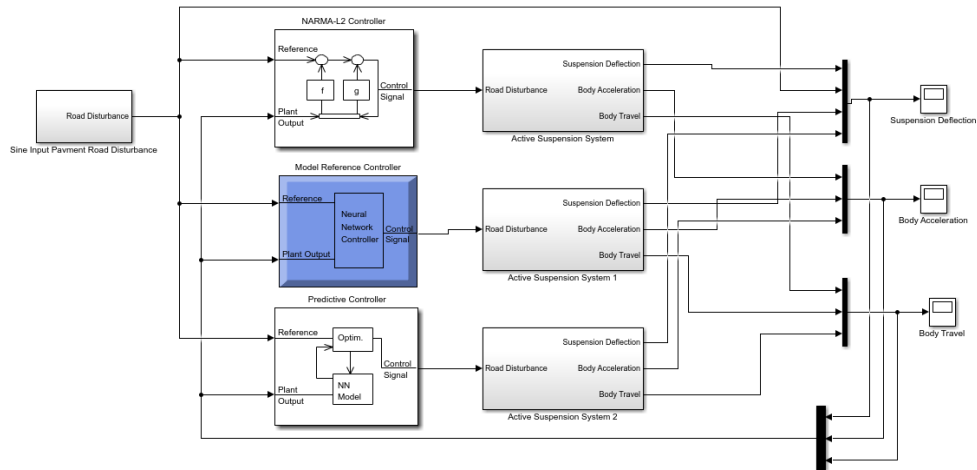 NARMA-L2 Controller
Reference
f
g
Control
Signal
Plant
Output
Road Disturbance
Sine Input Pavment Road Disturbance
Suspension Deflection
Road Disturbance
Body Acceleration
Body Travel
Active Suspension System
Suspension Deflection
Model Reference Controller
Reference
Neural
Network
Controller
Control
Signal
Plant Output
Suspension Deflection
Road Disturbance
Body Acceleration
Body Travel
Active Suspension System 1
Body Acceleration
Predictive Controller
Reference
Optim.
Control
Signal
NN
Model
Plant
Output
Suspension Deflection
Road Disturbance
Body Acceleration
Body Travel
Active Suspension System 2
Body Travel